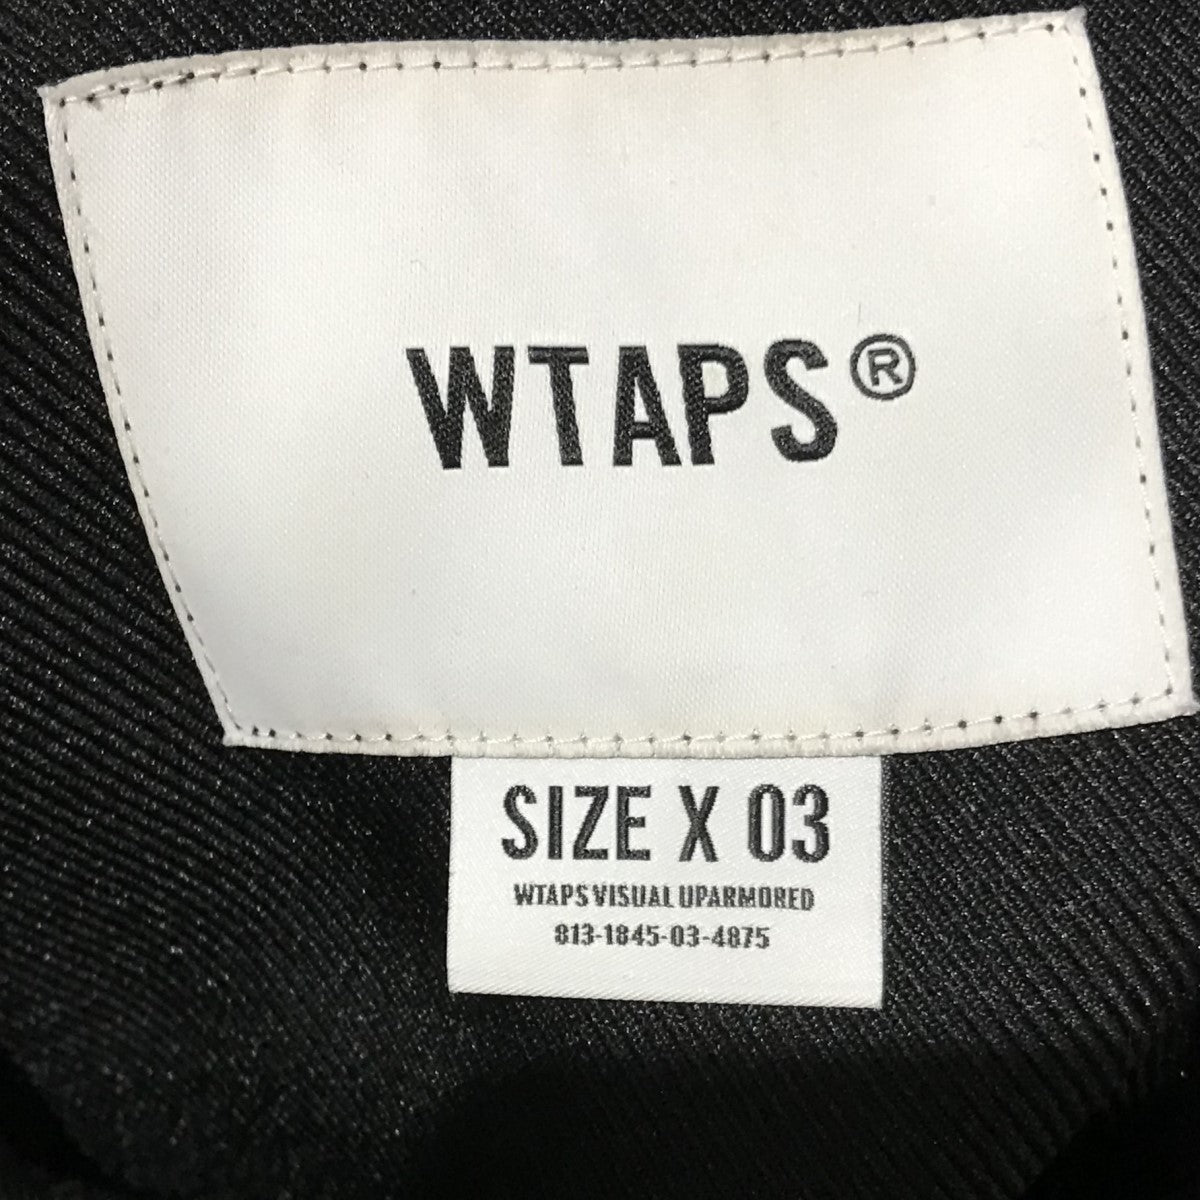 WTAPS®
SIZE X 03
WTAPS VISUAL UPARMORED
813-1845-03-4875